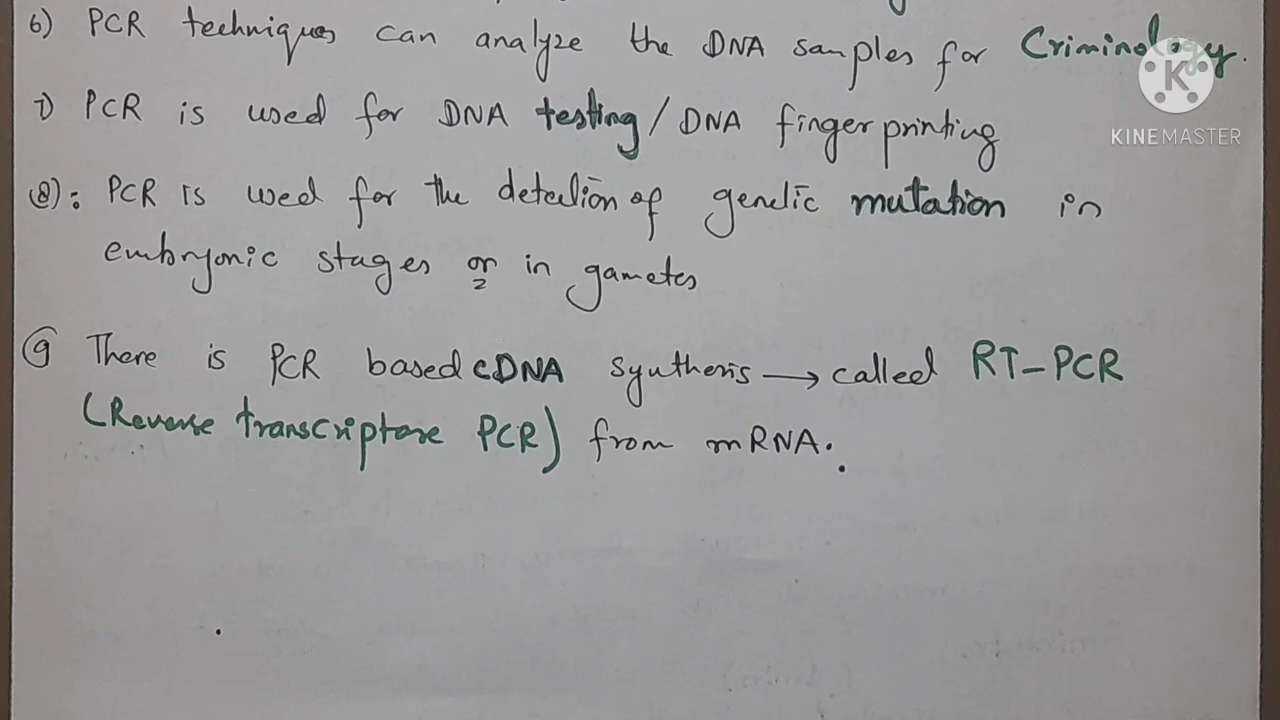 6) PCR techniques can analyze the DNA samples for Criminology.
7) PCR is used for DNA testing / DNA fingerprinting
(8): PCR is used for the detection of genetic mutation in
embryonic stages or in gametes
9 There is PCR based cDNA synthesis → called RT-PCR
(Reverse transcriptase PCR) from mRNA.
K
KINEMASTER